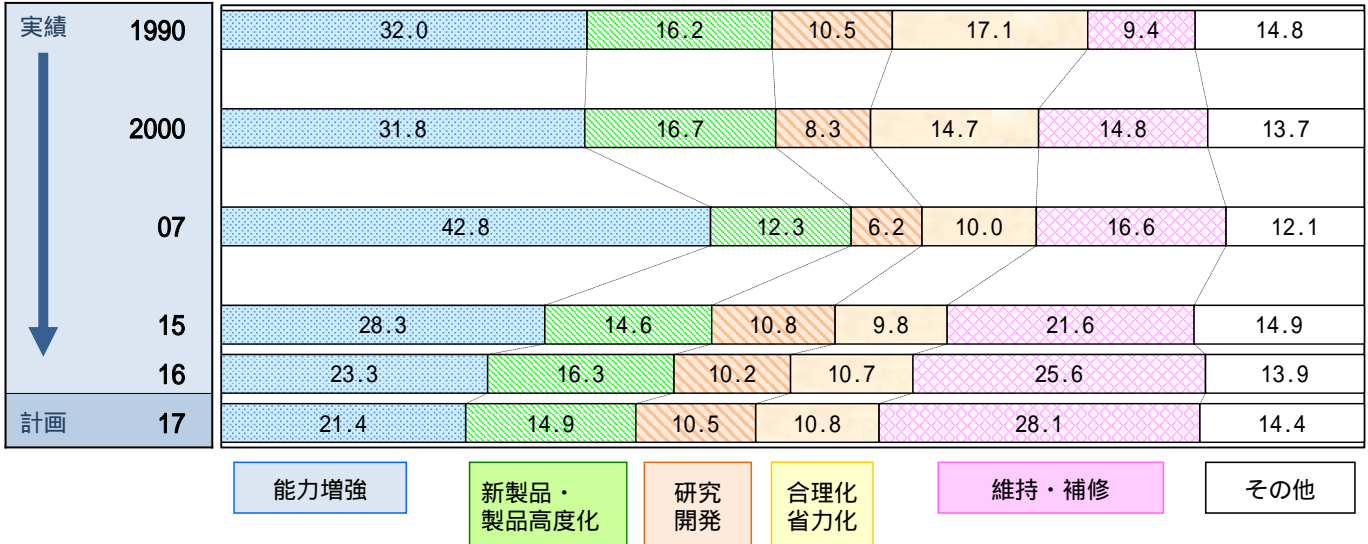 実績 1990 32.0 16.2 10.5 17.1 9.4 14.8
2000 31.8 16.7 8.3 14.7 14.8 13.7
07 42.8 12.3 6.2 10.0 16.6 12.1
15 28.3 14.6 10.8 9.8 21.6 14.9
16 23.3 16.3 10.2 10.7 25.6 13.9
計画 17 21.4 14.9 10.5 10.8 28.1 14.4
能力増強
新製品・
製品高度化
研究
開発
合理化
省力化
維持・補修
その他